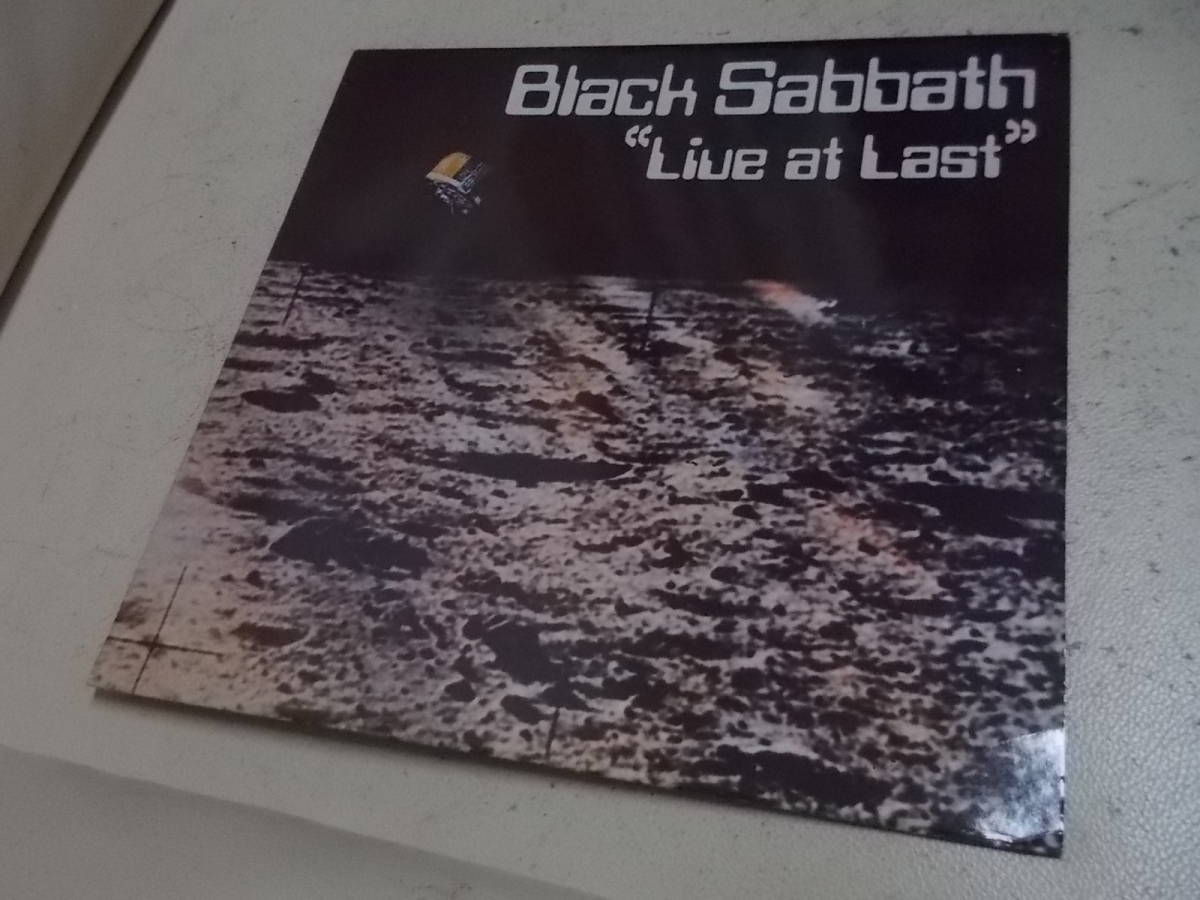 Black Sabbath
“Live at Last”